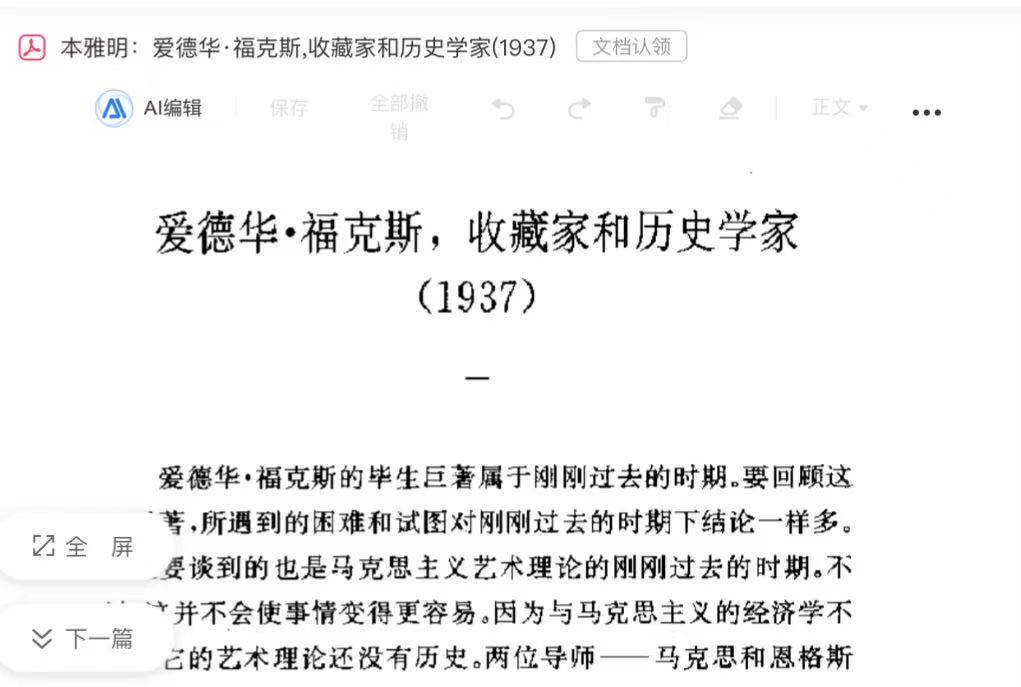 本雅明：爱德华·福克斯,收藏家和历史学家(1937)
文档认领
AI编辑
保存
全部撤
销
正文
爱德华·福克斯，收藏家和历史学家
(1937)
一
爱德华·福克斯的毕生巨著属于刚刚过去的时期。要回顾这
著，所遇到的困难和试图对刚刚过去的时期下结论一样多。
要谈到的也是马克思主义艺术理论的刚刚过去的时期。不
并不会使事情变得更容易。因为与马克思主义的经济学不
它的艺术理论还没有历史。两位导师——马克思和恩格斯
全 屏
下一篇